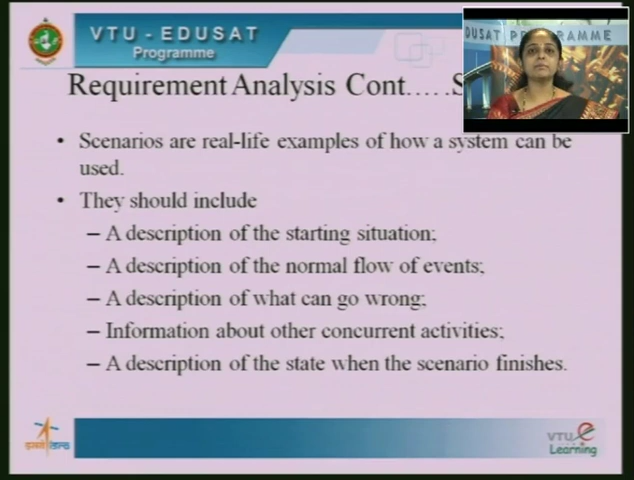 VTU - EDUSAT
Programme
DUSAT PROGRAMME
Requirement Analysis Cont.....S
• Scenarios are real-life examples of how a system can be
used.
• They should include
– A description of the starting situation;
– A description of the normal flow of events;
– A description of what can go wrong;
– Information about other concurrent activities;
– A description of the state when the scenario finishes.
VTU e
Learning